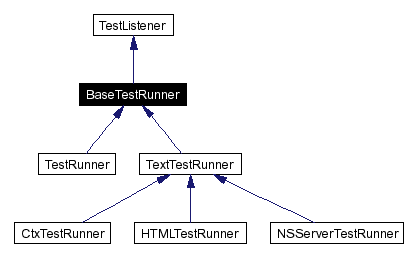 TestListener
BaseTestRunner
TestRunner
TextTestRunner
CtxTestRunner
HTMLTestRunner
NSServerTestRunner